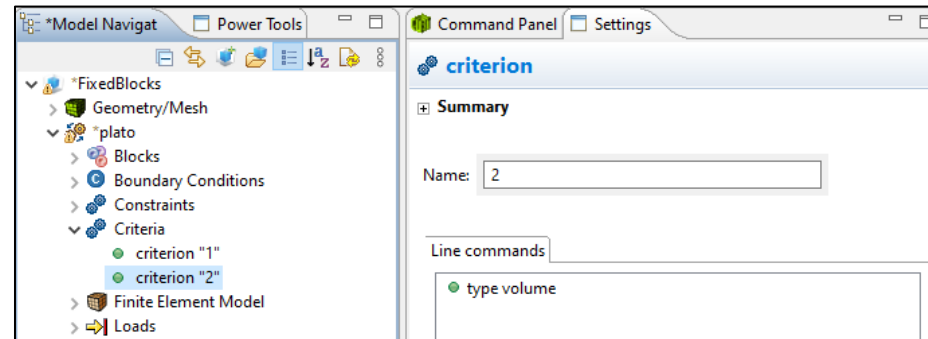 *Model Navigat
Power Tools
*FixedBlocks
Geometry/Mesh
*plato
Blocks
Boundary Conditions
Constraints
Criteria
criterion "1"
criterion "2"
Finite Element Model
Loads
Command Panel
Settings
criterion
Summary
Name: 2
Line commands
type volume